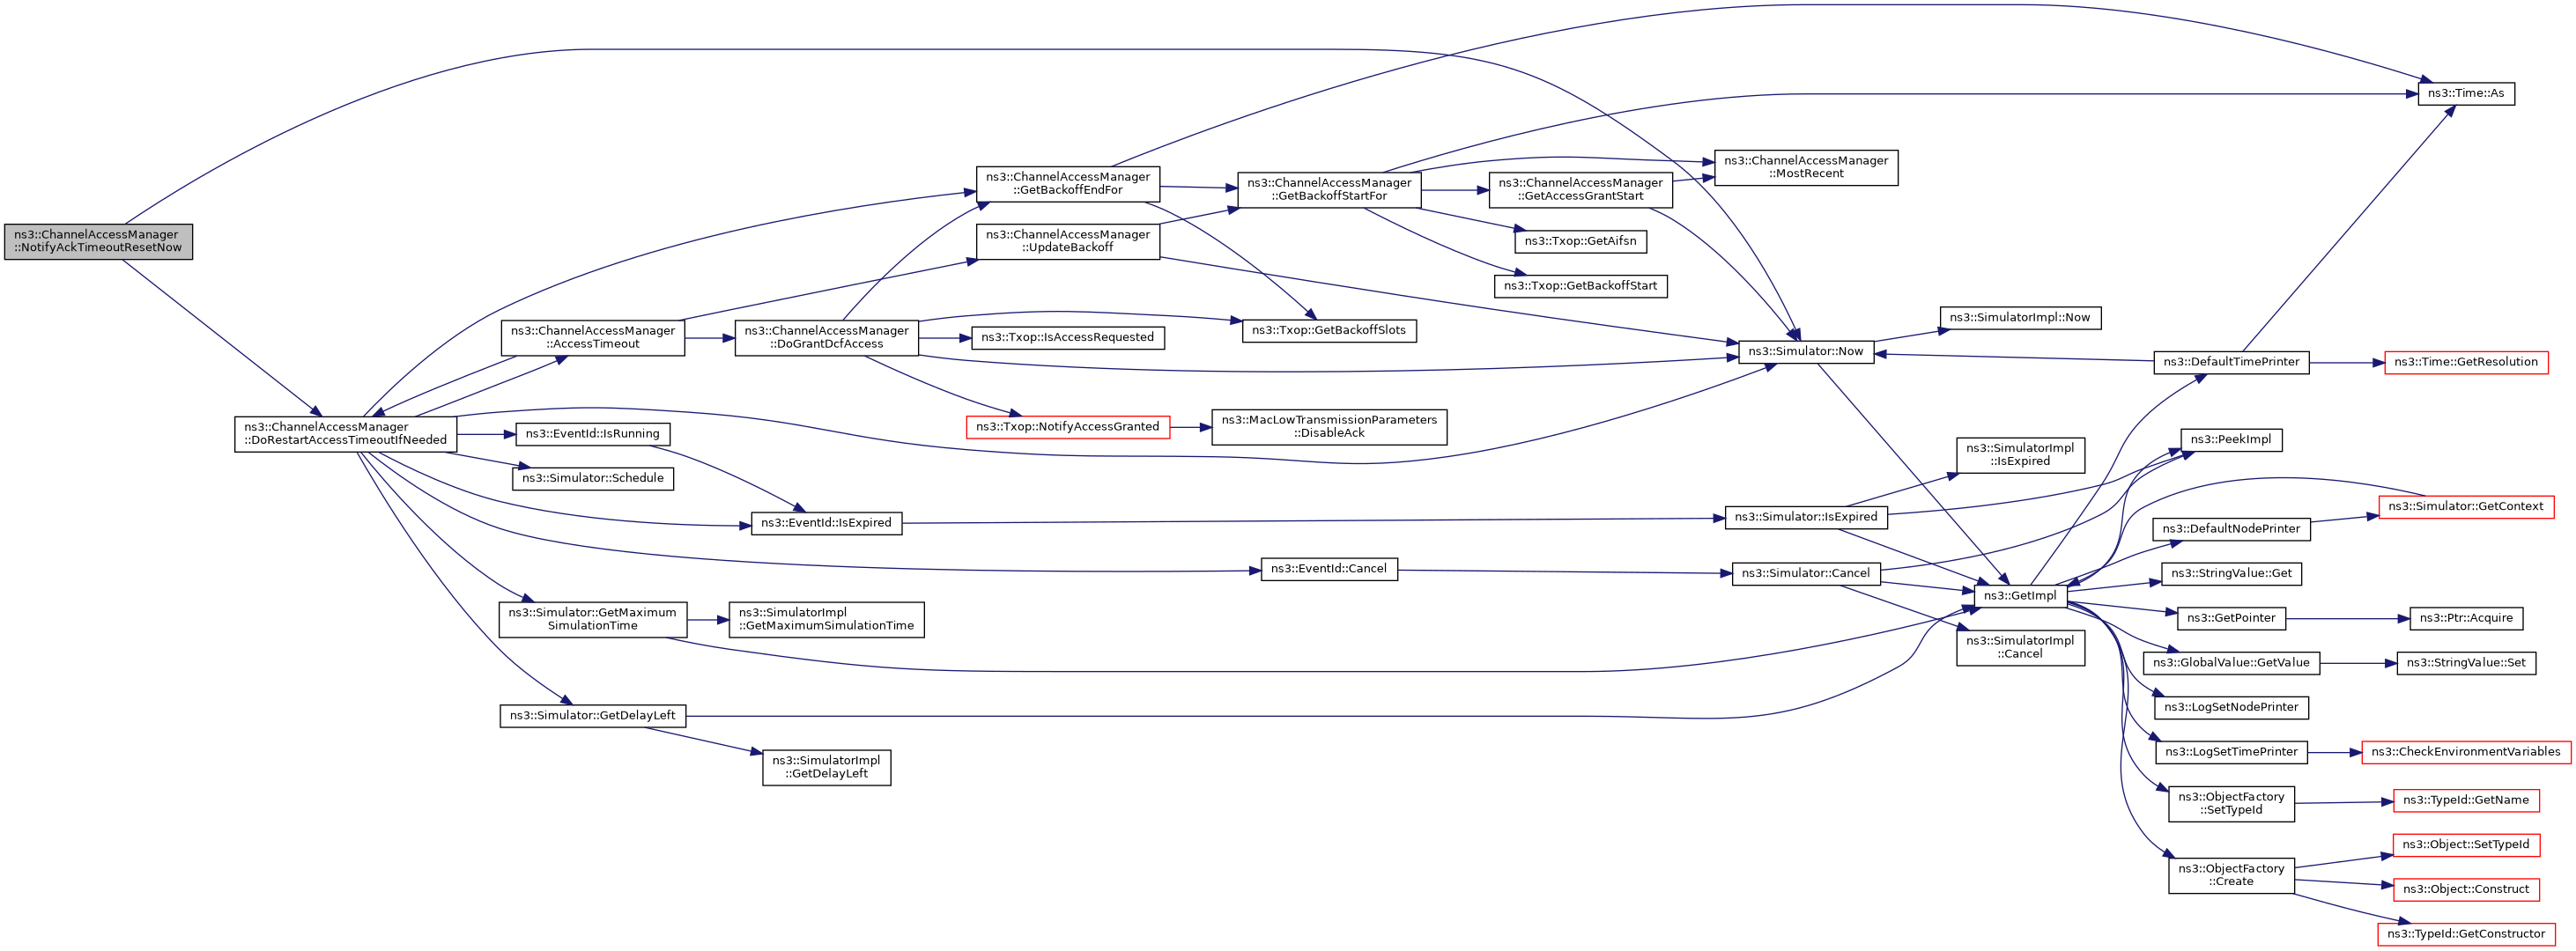 ns3::ChannelAccessManager
::NotifyAckTimeoutResetNow
ns3::ChannelAccessManager
::DoRestartAccessTimeoutIfNeeded
ns3::ChannelAccessManager
::AccessTimeout
ns3::EventId::IsRunning
ns3::Simulator::Schedule
ns3::Simulator::GetMaximum
SimulationTime
ns3::Simulator::GetDelayLeft
ns3::ChannelAccessManager
::DoGrantDcfAccess
ns3::EventId::IsExpired
ns3::SimulatorImpl
::GetMaximumSimulationTime
ns3::SimulatorImpl
::GetDelayLeft
ns3::ChannelAccessManager
::GetBackoffEndFor
ns3::ChannelAccessManager
::UpdateBackoff
ns3::Txop::IsAccessRequested
ns3::Txop::NotifyAccessGranted
ns3::ChannelAccessManager
::GetBackoffStartFor
ns3::Txop::GetBackoffSlots
ns3::MacLowTransmissionParameters
::DisableAck
ns3::EventId::Cancel
ns3::ChannelAccessManager
::GetAccessGrantStart
ns3::Txop::GetAifsn
ns3::Txop::GetBackoffStart
ns3::ChannelAccessManager
::MostRecent
ns3::Simulator::Now
ns3::Simulator::IsExpired
ns3::Simulator::Cancel
ns3::SimulatorImpl::Now
ns3::SimulatorImpl
::IsExpired
ns3::GetImpl
ns3::SimulatorImpl
::Cancel
ns3::DefaultTimePrinter
ns3::PeekImpl
ns3::DefaultNodePrinter
ns3::StringValue::Get
ns3::GetPointer
ns3::GlobalValue::GetValue
ns3::LogSetNodePrinter
ns3::LogSetTimePrinter
ns3::ObjectFactory
::SetTypeId
ns3::ObjectFactory
::Create
ns3::Time::As
ns3::Time::GetResolution
ns3::Simulator::GetContext
ns3::Ptr::Acquire
ns3::StringValue::Set
ns3::CheckEnvironmentVariables
ns3::TypeId::GetName
ns3::Object::SetTypeId
ns3::Object::Construct
ns3::TypeId::GetConstructor